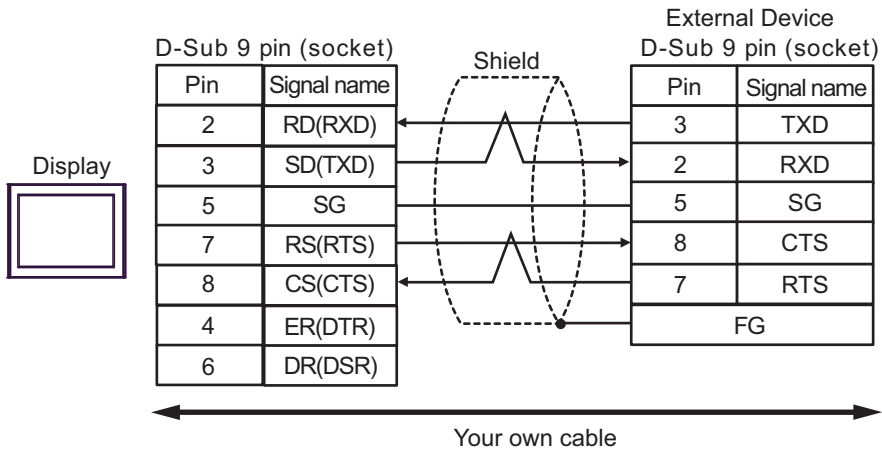 External Device
D-Sub 9 pin (socket)
Shield
D-Sub 9 pin (socket)
Pin Signal name
Pin Signal name
2 RD(RXD)
3 TXD
Display
3 SD(TXD)
2 RXD
5 SG
5 SG
7 RS(RTS)
8 CTS
8 CS(CTS)
7 RTS
4 ER(DTR)
FG
6 DR(DSR)
Your own cable